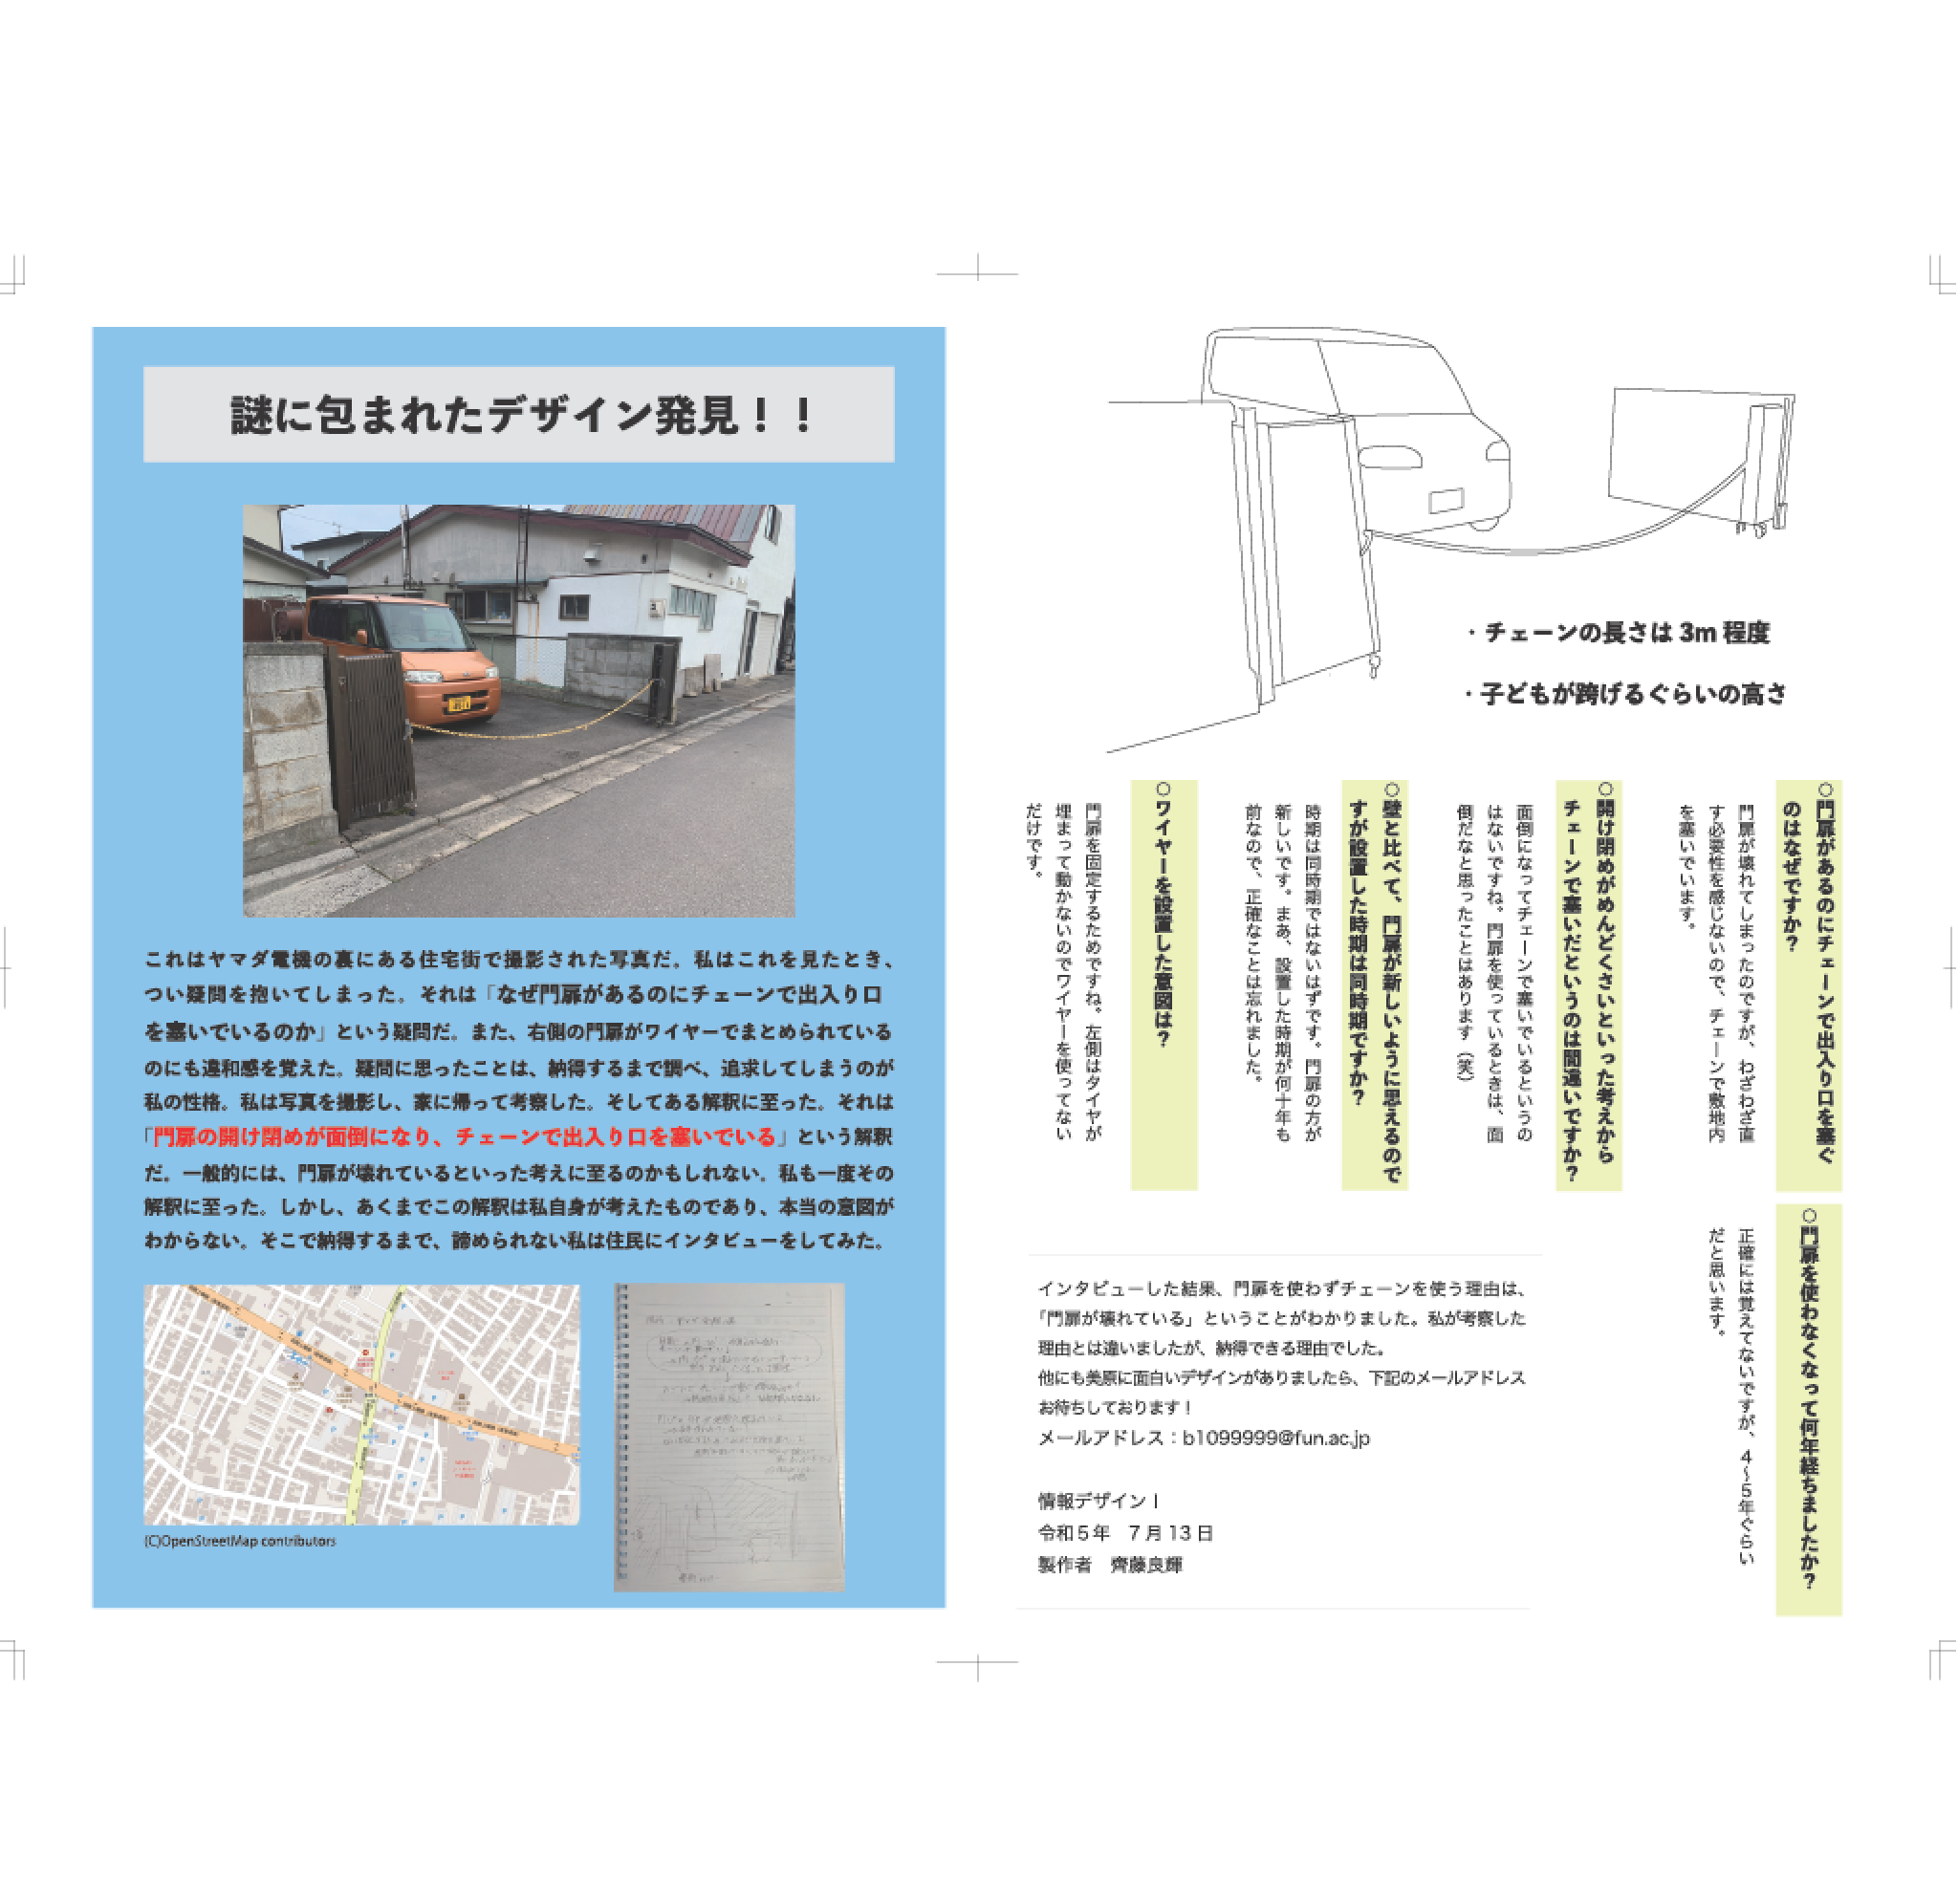 謎に包まれたデザイン発見！！
これはヤマダ電機の裏にある住宅街で撮影された写真だ。私はこれを見たとき、
つい疑問を抱いてしまった。それは「なぜ門扉があるのにチェーンで出入り口
を塞いでいるのか」という疑問だ。また、右側の門扉がワイヤーでまとめられている
のにも違和感を覚えた。疑問に思ったことは、納得するまで調べ、追求してしまうのが
私の性格。私は写真を撮影し、家に帰って考察した。そしてある解釈に至った。それは
「門扉の開け閉めが面倒になり、チェーンで出入り口を塞いでいる」という解釈
だ。一般的には、門扉が壊れているといった考えに至るのかもしれない。私も一度その
解釈に至った。しかし、あくまでこの解釈は私自身が考えたものであり、本当の意図が
わからない。そこで納得するまで、諦められない私は住民にインタビューをしてみた。
(C)OpenStreetMap contributors
・チェーンの長さは 3m 程度
・子どもが跨げるぐらいの高さ
○門扉があるのにチェーンで出入り口を塞ぐ
のはなぜですか？
門扉が壊れてしまったのですが、わざわざ直
す必要性を感じないので、チェーンで敷地内
を塞いでいます。
○開け閉めがめんどくさいといった考えから
チェーンで塞いだというのは間違いですか？
面倒になってチェーンで塞いでいるというの
はないですね。門扉を使っているときは、面
倒だなと思ったことはあります（笑）
○壁と比べて、門扉が新しいように思えるので
すが設置した時期は同時期ですか？
時期は同時期ではないはずです。門扉の方が
新しいです。まあ、設置した時期が何十年も
前なので、正確なことは忘れました。
○ワイヤーを設置した意図は？
門扉を固定するためですね。左側はタイヤが
埋まって動かないのでワイヤーを使ってない
だけです。
○門扉を使わなくなって何年経ちましたか？
正確には覚えてないですが、４〜５年ぐらい
だと思います。
インタビューした結果、門扉を使わずチェーンを使う理由は、
「門扉が壊れている」ということがわかりました。私が考察した
理由とは違いましたが、納得できる理由でした。
他にも美原に面白いデザインがありましたら、下記のメールアドレス
お待ちしております！
メールアドレス：b1099999@fun.ac.jp
情報デザインⅠ
令和５年　７月 13 日
製作者　齊藤良輝